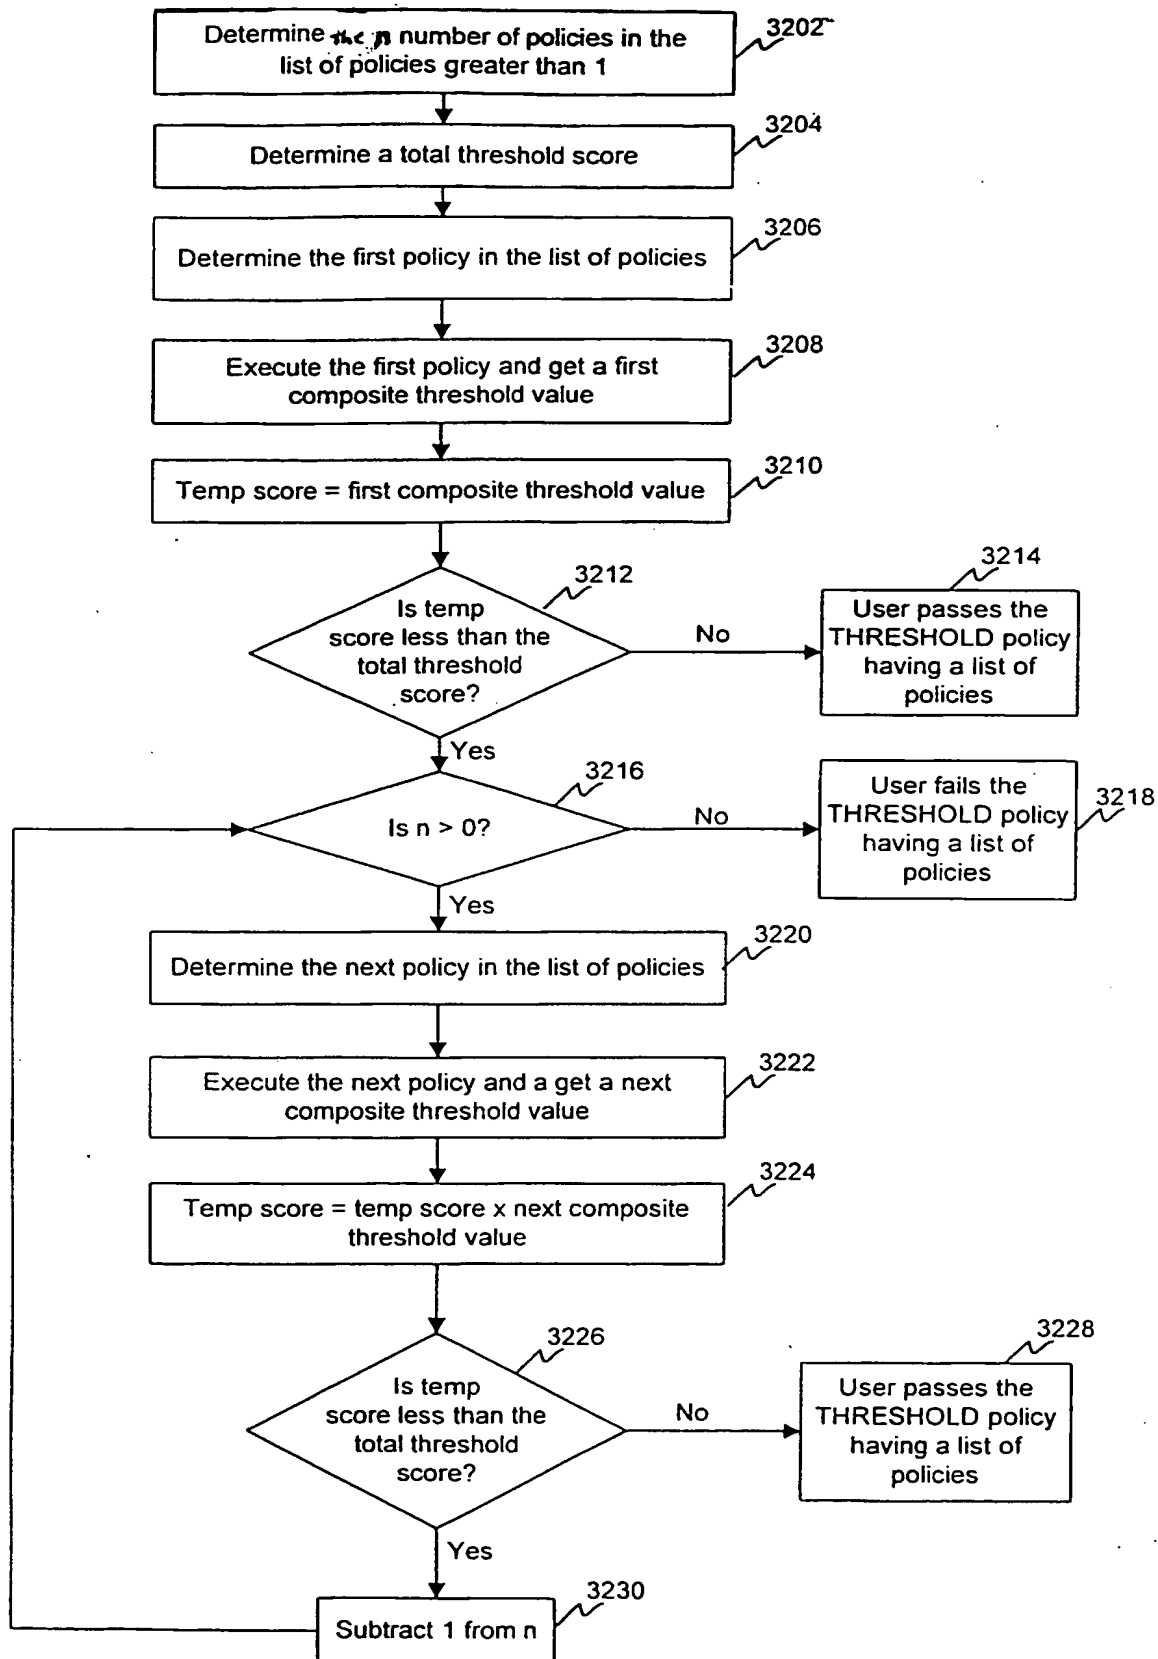 Determine the n number of policies in the
list of policies greater than 1
3202
Determine a total threshold score
3204
Determine the first policy in the list of policies
3206
Execute the first policy and get a first
composite threshold value
3208
Temp score = first composite threshold value
3210
Is temp
score less than the
total threshold
score?
3212
No
User passes the
THRESHOLD policy
having a list of
policies
3214
Yes
Is n > 0?
3216
No
User fails the
THRESHOLD policy
having a list of
policies
3218
Yes
Determine the next policy in the list of policies
3220
Execute the next policy and a get a next
composite threshold value
3222
Temp score = temp score x next composite
threshold value
3224
Is temp
score less than the
total threshold
score?
3226
No
User passes the
THRESHOLD policy
having a list of
policies
3228
Yes
Subtract 1 from n
3230